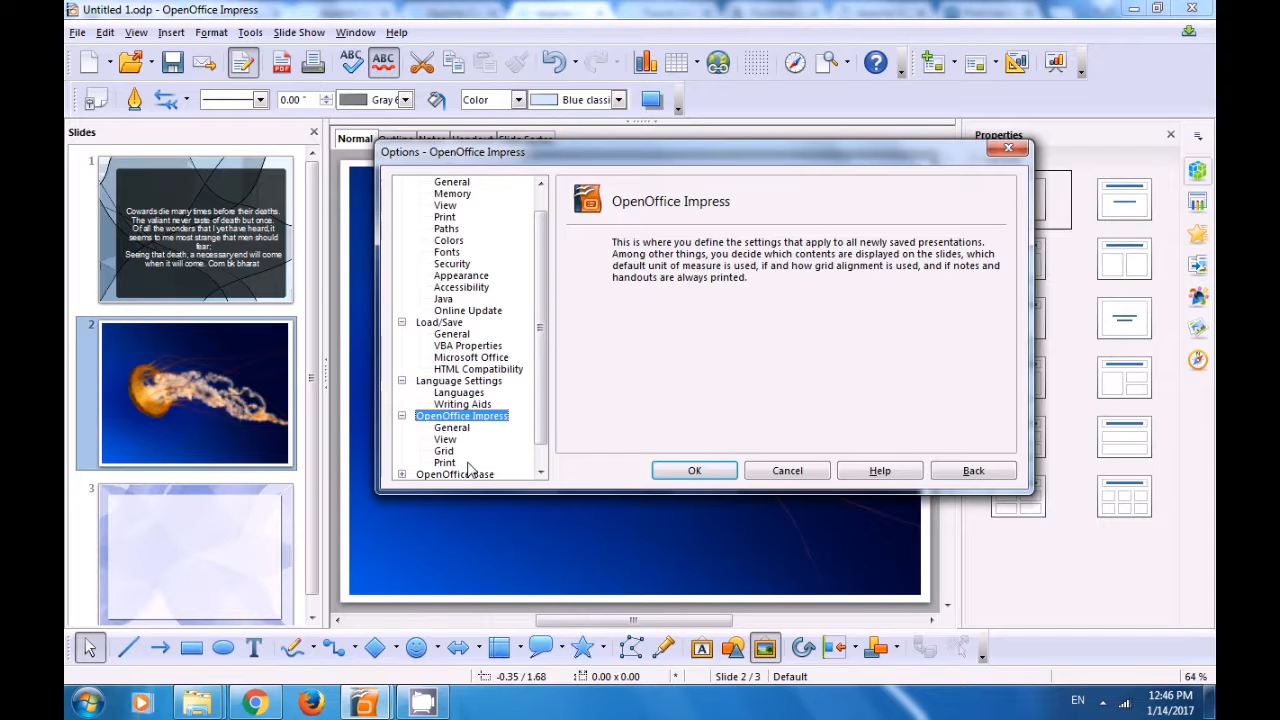 Untitled 1.odp - OpenOffice Impress
File Edit View Insert Format Tools Slide Show Window Help
ABC ABC
0.00 " Color Blue classi
Slides
Normal
Properties
1
Cowards die many times before their deaths.
The valiant never taste of death but once.
Of all the wonders that I yet have heard,it
seems to me most strange that men should
fear;
Seeing that death, a necessary end will come
when it will come. Com bk bharat
2
3
Options - OpenOffice Impress
General
Memory
View
Print
Paths
Colors
Fonts
Security
Appearance
Accessibility
Java
Online Update
Load/Save
General
VBA Properties
Microsoft Office
HTML Compatibility
Language Settings
Languages
Writing Aids
OpenOffice Impress
General
View
Grid
Print
OpenOffice Base
OpenOffice Impress
This is where you define the settings that apply to all newly saved presentations.
Among other things, you decide which contents are displayed on the slides, which
default unit of measure is used, if and how grid alignment is used, and if notes and
handouts are always printed.
OK Cancel Help Back
-0.35 / 1.68 0.00 x 0.00 * Slide 2 / 3 Default 64 %
EN
12:46 PM
1/14/2017